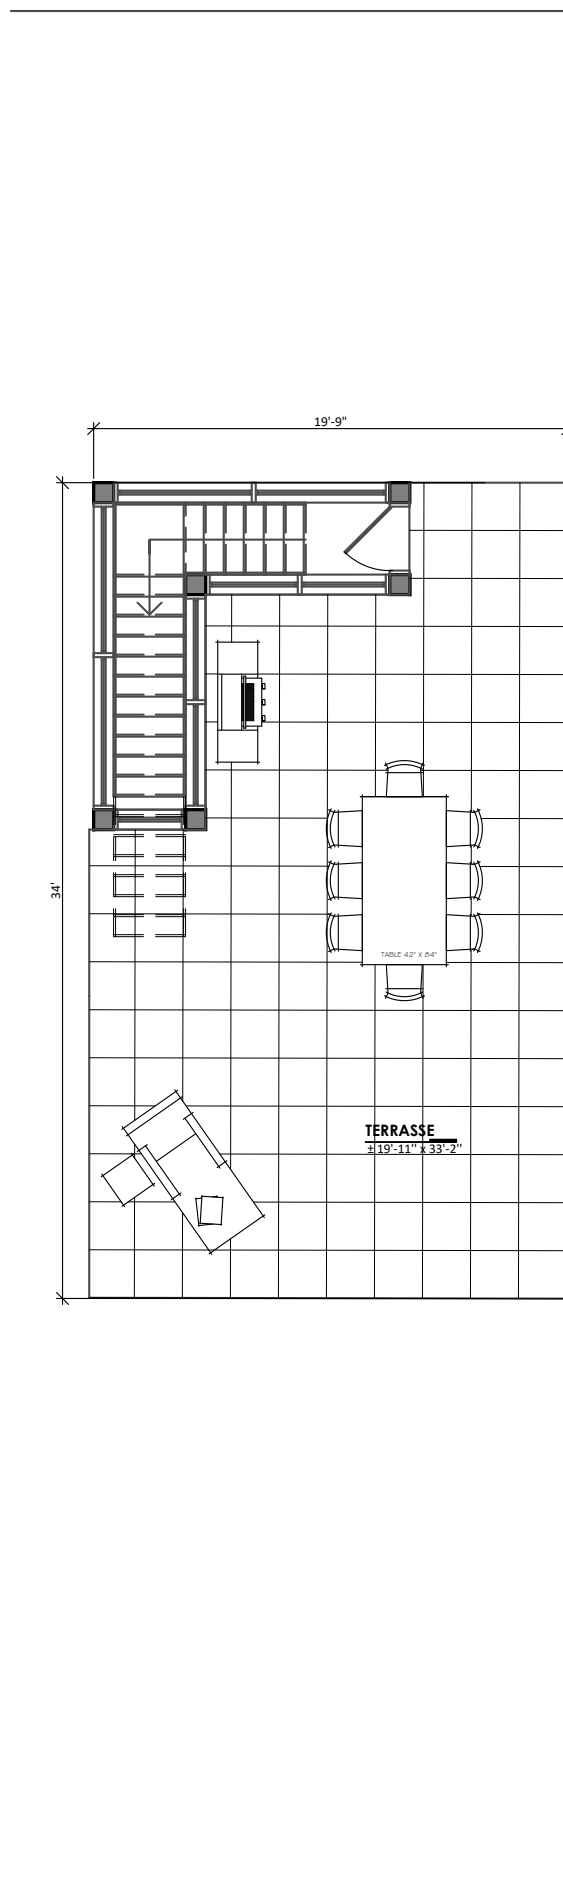 19'-9"
34'
TABLE 42" X 84"
TERRASSE
± 19'-11" x 33'-2"